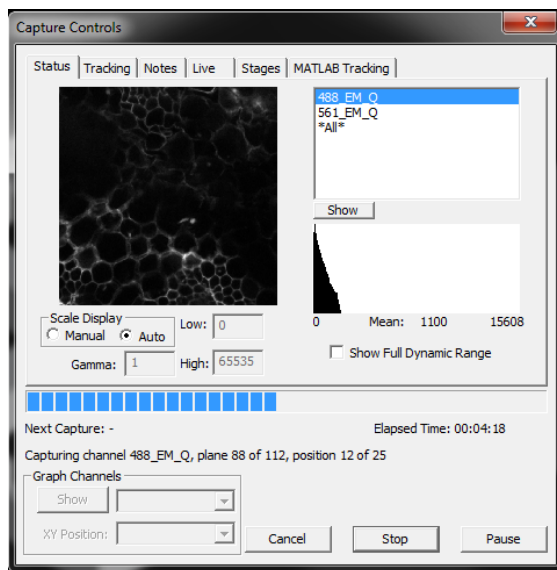 Capture Controls
Status Tracking Notes Live Stages MATLAB Tracking
488_EM_Q
561_EM_Q
*All*
Show
0 Mean: 1100 15608
Scale Display
Manual Auto
Low: 0
Gamma: 1
High: 65535
Show Full Dynamic Range
Next Capture: - Elapsed Time: 00:04:18
Capturing channel 488_EM_Q, plane 88 of 112, position 12 of 25
Graph Channels
Show
XY Position:
Cancel Stop Pause